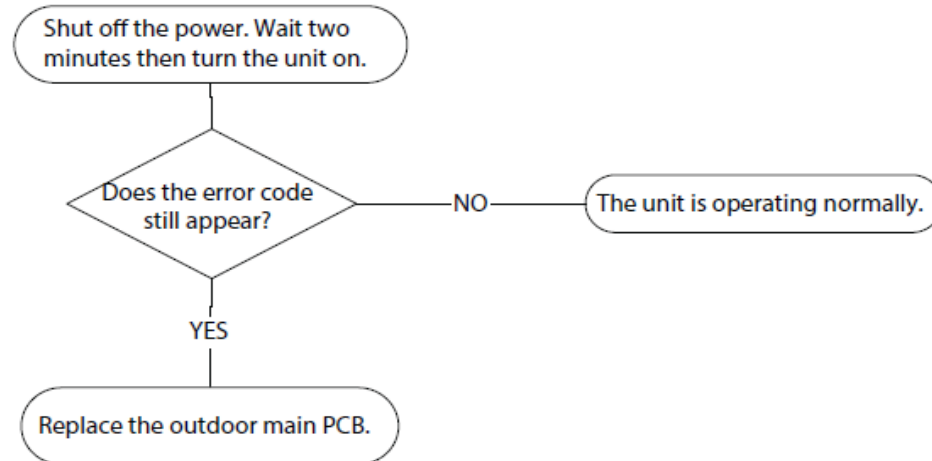 Shut off the power. Wait two
minutes then turn the unit on.
Does the error code
still appear?
NO
The unit is operating normally.
YES
Replace the outdoor main PCB.